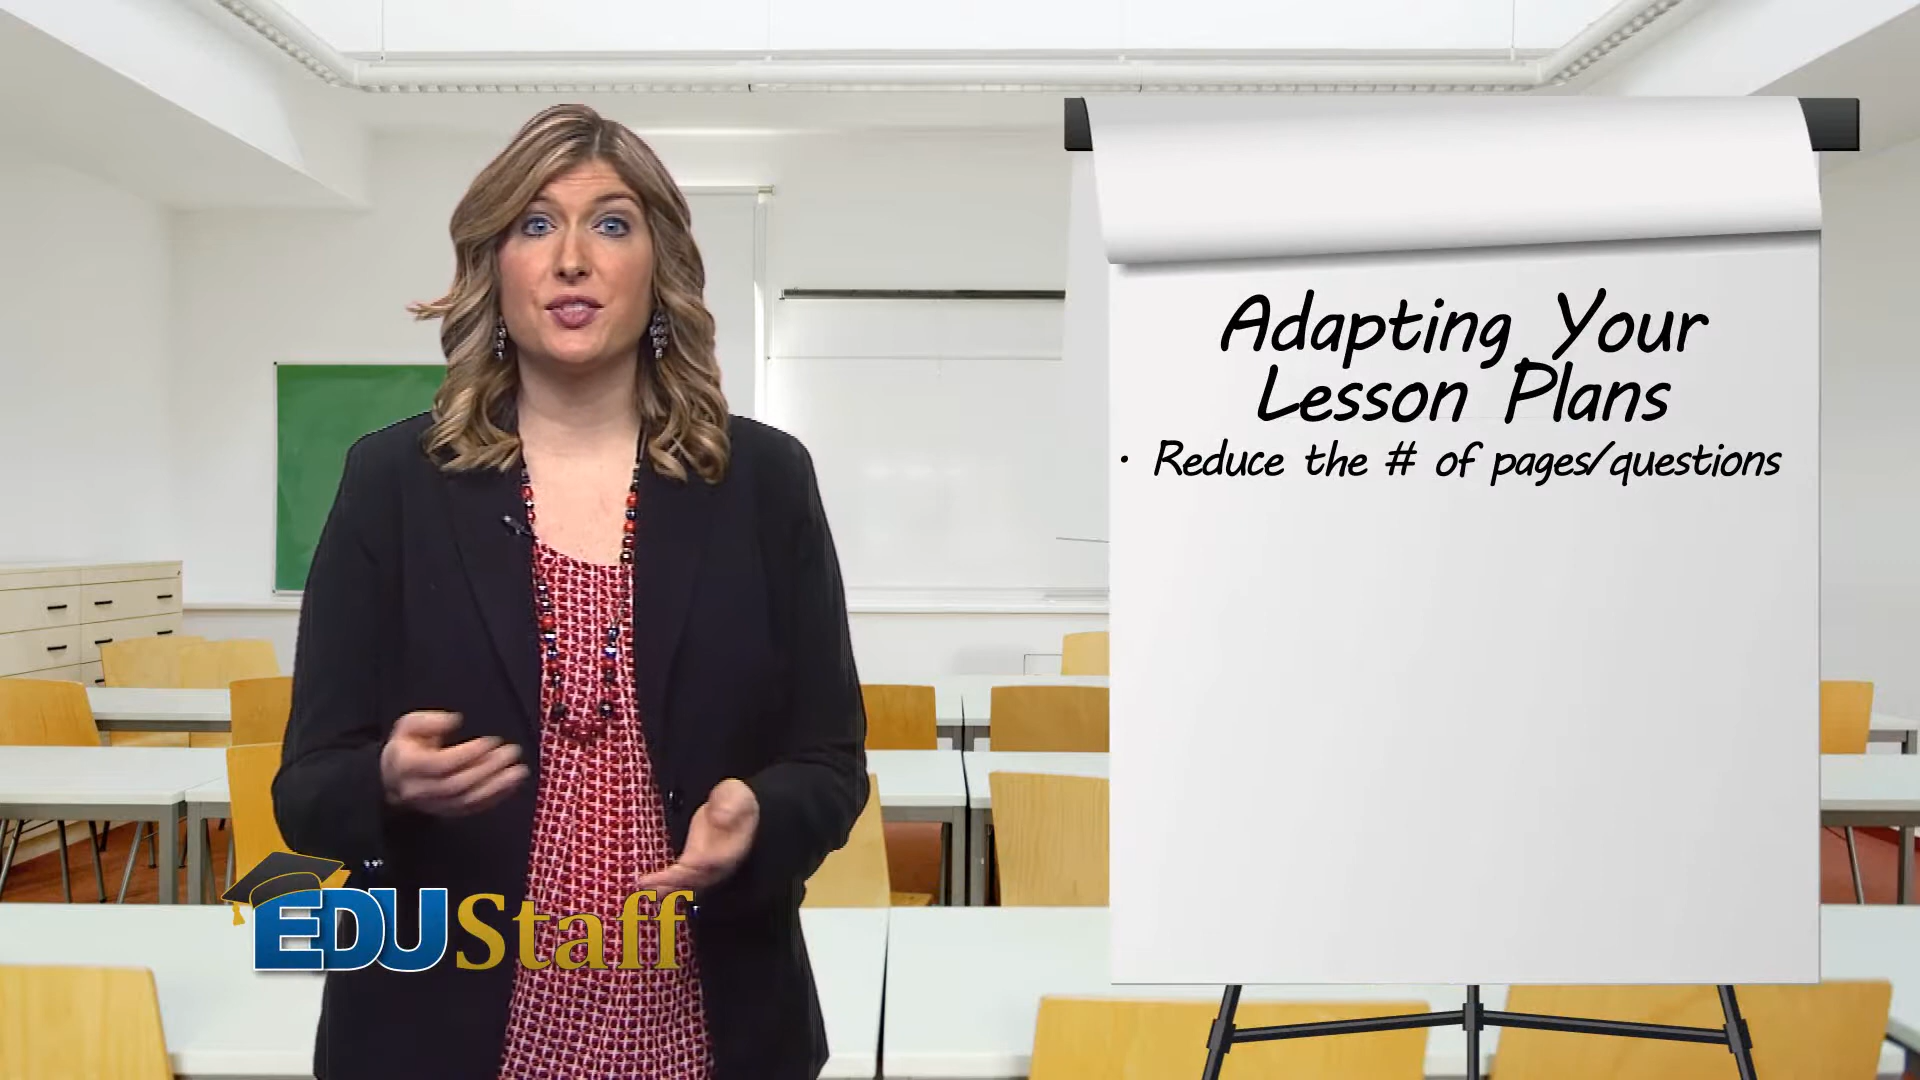 Adapting Your
Lesson Plans
• Reduce the # of pages/questions
EDUStaff